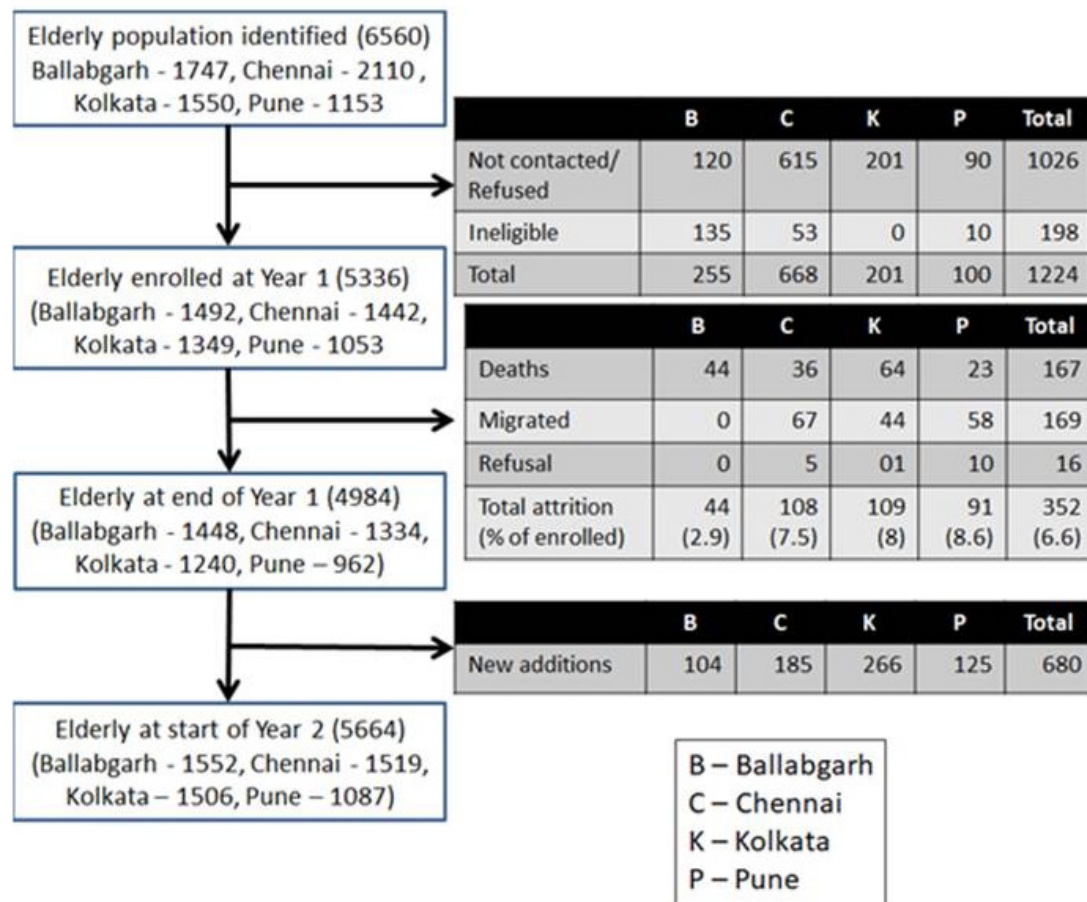 Elderly population identified (6560)
Ballabgarh - 1747, Chennai - 2110 ,
Kolkata - 1550, Pune - 1153
B C K P Total
Not contacted/ 120 615 201 90 1026
Refused
Ineligible 135 53 0 10 198
Total 255 668 201 100 1224
Elderly enrolled at Year 1 (5336)
(Ballabgarh - 1492, Chennai - 1442,
Kolkata - 1349, Pune - 1053
B C K P Total
Deaths 44 36 64 23 167
Migrated 0 67 44 58 169
Refusal 0 5 01 10 16
Total attrition 44 108 109 91 352
(% of enrolled) (2.9) (7.5) (8) (8.6) (6.6)
Elderly at end of Year 1 (4984)
(Ballabgarh - 1448, Chennai - 1334,
Kolkata - 1240, Pune – 962)
B C K P Total
New additions 104 185 266 125 680
Elderly at start of Year 2 (5664)
(Ballabgarh - 1552, Chennai - 1519,
Kolkata – 1506, Pune – 1087)
B – Ballabgarh
C – Chennai
K – Kolkata
P – Pune